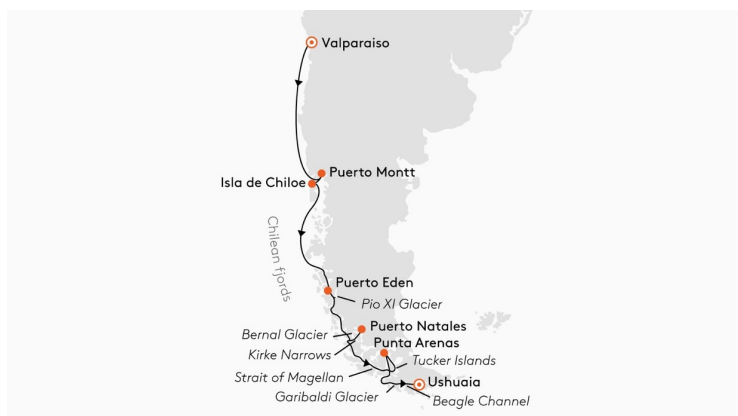 Valparaiso
Puerto Montt
Isla de Chiloe
Chilean fjords
Puerto Eden
Pio XI Glacier
Puerto Natales
Bernal Glacier
Punta Arenas
Kirke Narrows
Tucker Islands
Strait of Magellan
Ushuaia
Garibaldi Glacier
Beagle Channel